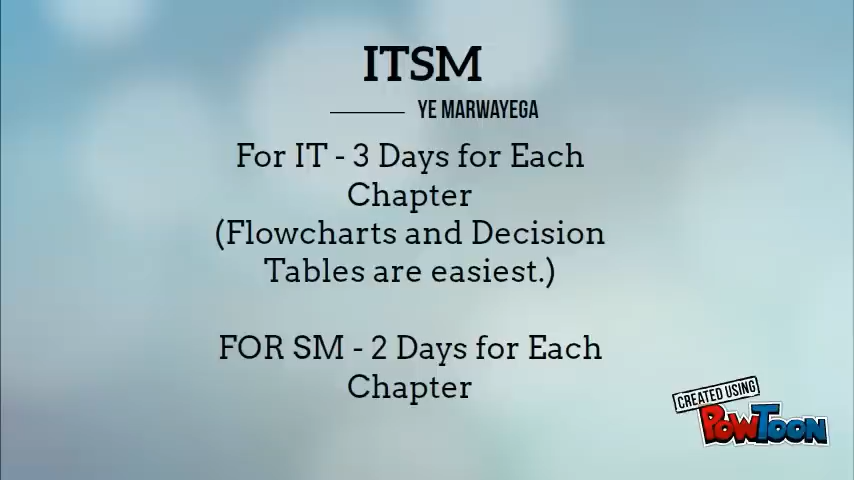 ITSM
YE MARWAYEGA
For IT - 3 Days for Each
Chapter
(Flowcharts and Decision
Tables are easiest.)
FOR SM - 2 Days for Each
Chapter
CREATED USING
POWTOON